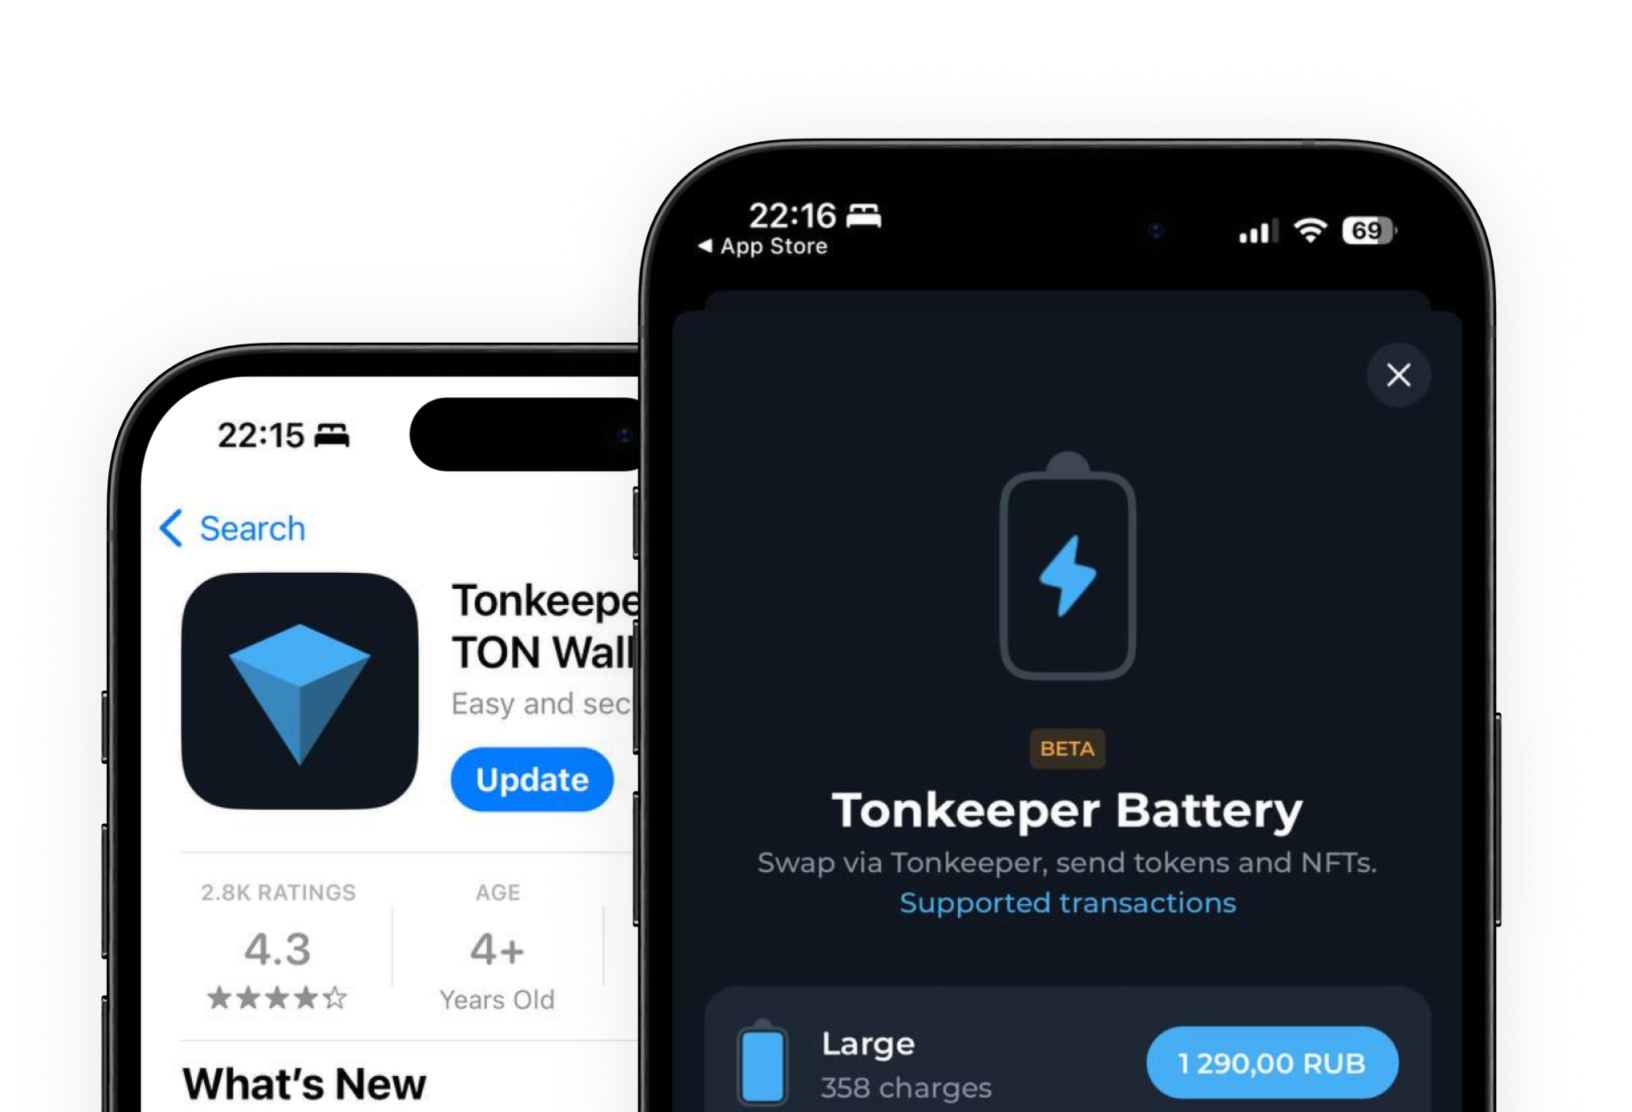 22:15
Search
Tonkeepe
TON Wall
Easy and sec
Update
2.8K RATINGS
4.3
AGE
4+
Years Old
What's New
22:16
App Store
69
BETA
Tonkeeper Battery
Swap via Tonkeeper, send tokens and NFTs.
Supported transactions
Large
358 charges
1 290,00 RUB